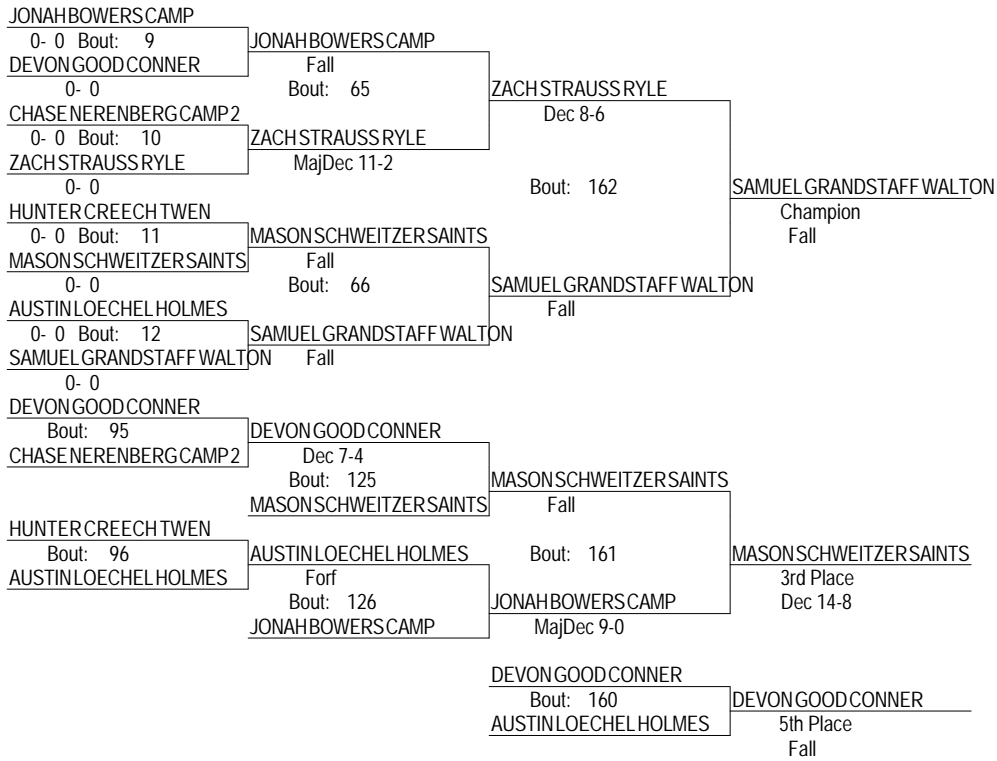 JONAH BOWERS CAMP
0- 0 Bout: 9
DEVON GOOD CONNER
0- 0
CHASE NERENBERG CAMP 2
0- 0 Bout: 10
ZACH STRAUSS RYLE
0- 0
HUNTER CREECH TWEN
0- 0 Bout: 11
MASON SCHWEITZER SAINTS
0- 0
AUSTIN LOECHEL HOLMES
0- 0 Bout: 12
SAMUEL GRANDSTAFF WALTON
0- 0
JONAH BOWERS CAMP
Fall
Bout: 65
ZACH STRAUSS RYLE
MajDec 11-2
MASON SCHWEITZER SAINTS
Fall
Bout: 66
SAMUEL GRANDSTAFF WALTON
Fall
ZACH STRAUSS RYLE
Dec 8-6
Bout: 162
SAMUEL GRANDSTAFF WALTON
Fall
SAMUEL GRANDSTAFF WALTON
Champion
Fall
DEVON GOOD CONNER
Bout: 95
CHASE NERENBERG CAMP 2
HUNTER CREECH TWEN
Bout: 96
AUSTIN LOECHEL HOLMES
DEVON GOOD CONNER
Dec 7-4
Bout: 125
MASON SCHWEITZER SAINTS
AUSTIN LOECHEL HOLMES
Forf
Bout: 126
JONAH BOWERS CAMP
MASON SCHWEITZER SAINTS
Fall
Bout: 161
JONAH BOWERS CAMP
MajDec 9-0
MASON SCHWEITZER SAINTS
3rd Place
Dec 14-8
DEVON GOOD CONNER
Bout: 160
AUSTIN LOECHEL HOLMES
DEVON GOOD CONNER
5th Place
Fall